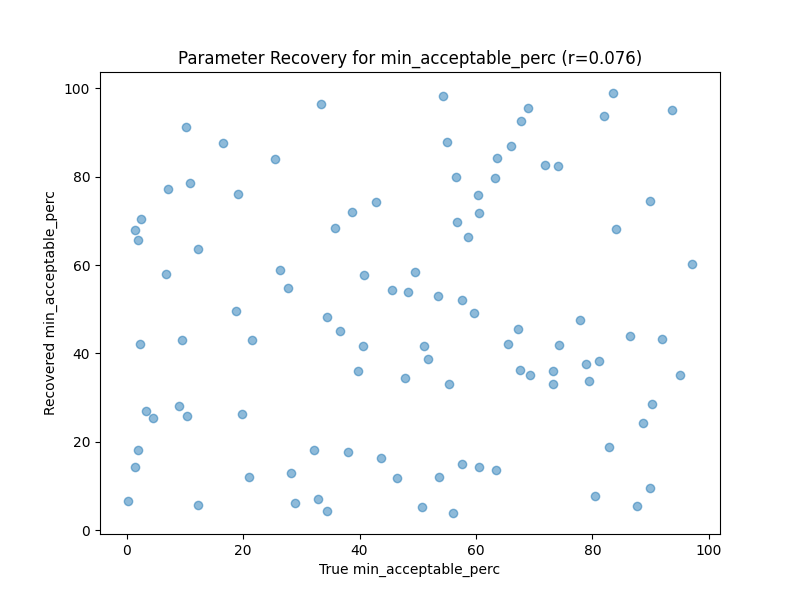 Parameter Recovery for min_acceptable_perc (r=0.076)
100
80
60
40
20
0
Recovered min_acceptable_perc
0 20 40 60 80 100
True min_acceptable_perc